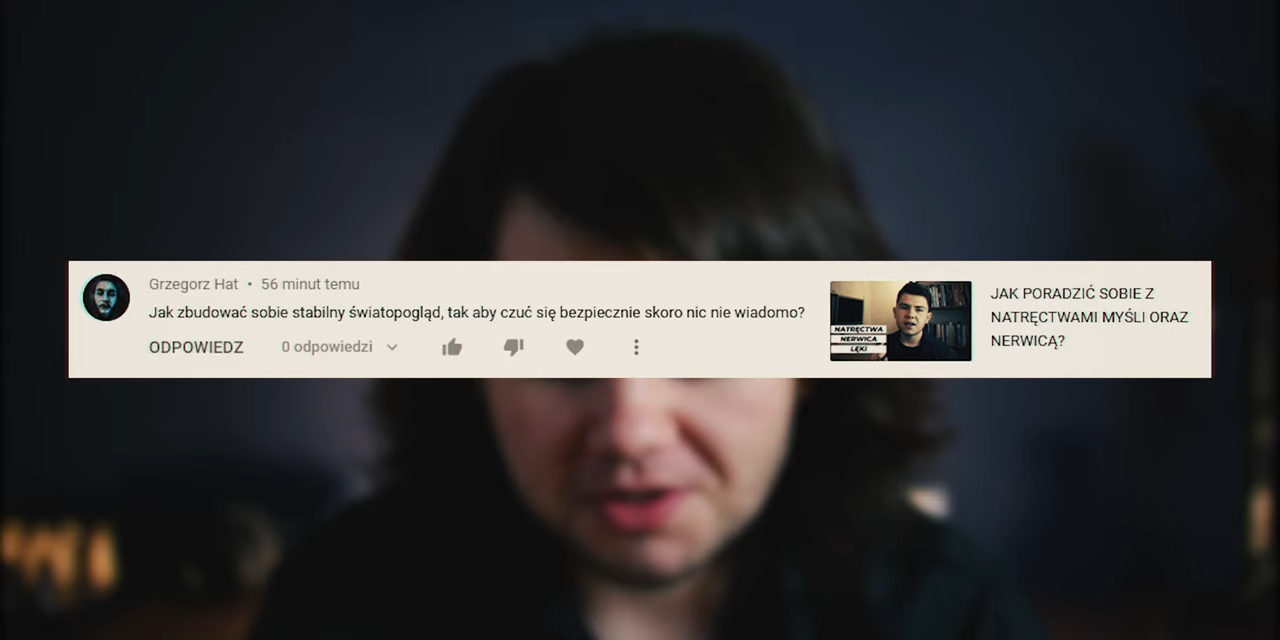 Grzegorz Hat • 56 minut temu
Jak zbudować sobie stabilny światopogląd, tak aby czuć się bezpiecznie skoro nic nie wiadomo?
ODPOWIEDZ 0 odpowiedzi
NATRĘCTWA
NERWICA
LĘKI
JAK PORADZIĆ SOBIE Z
NATRĘCTWAMI MYŚLI ORAZ
NERWICĄ?